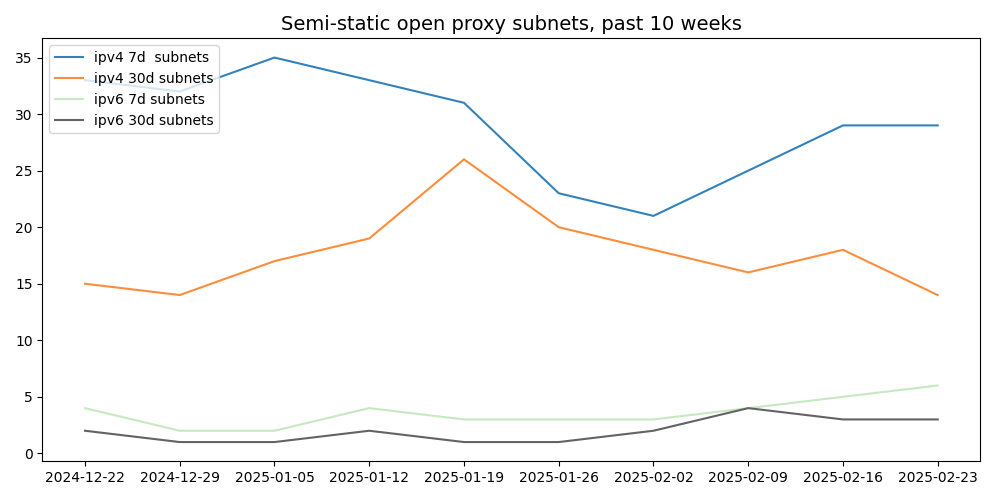 Semi-static open proxy subnets, past 10 weeks
ipv4 7d  subnets
ipv4 30d subnets
ipv6 7d subnets
ipv6 30d subnets
35
30
25
20
15
10
5
0
2024-12-22 2024-12-29 2025-01-05 2025-01-12 2025-01-19 2025-01-26 2025-02-02 2025-02-09 2025-02-16 2025-02-23